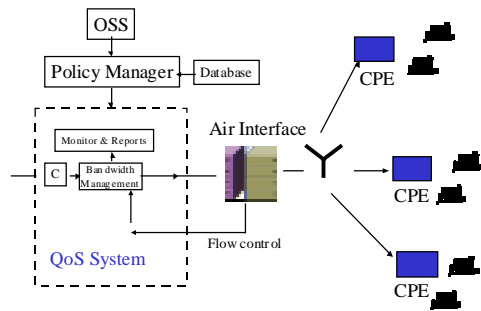 OSS
Policy Manager
Database
CPE
Air Interface
Monitor & Reports
C
Bandwidth
Management
CPE
Flow control
QoS System
CPE